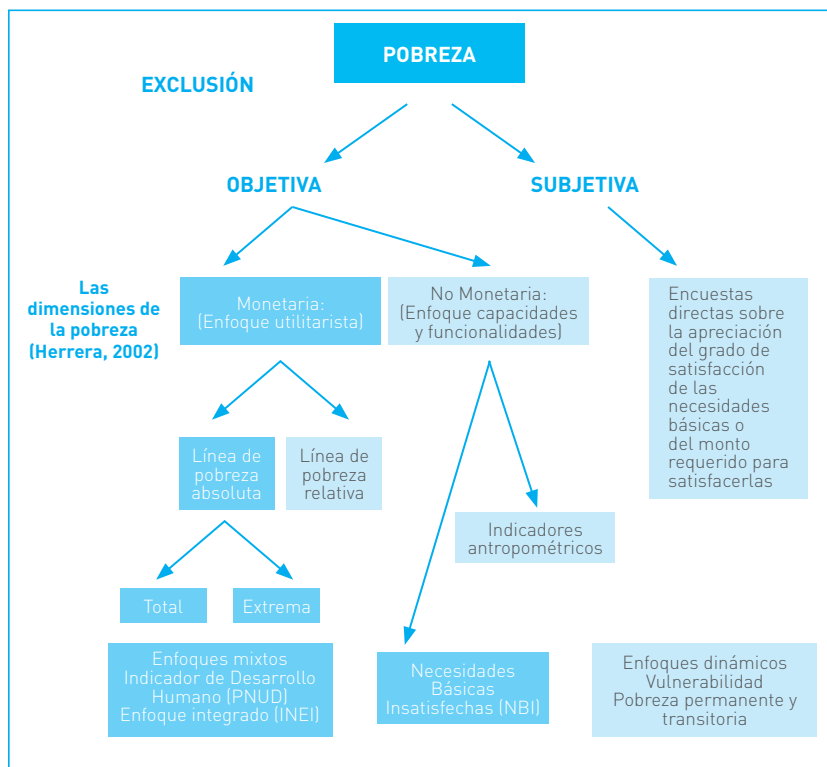 POBREZA
EXCLUSIÓN
OBJETIVA
SUBJETIVA
Las
dimensiones de
la pobreza
(Herrera, 2002)
Monetaria:
(Enfoque utilitarista)
No Monetaria:
(Enfoque capacidades
y funcionalidades)
Encuestas
directas sobre
la apreciación
del grado de
satisfacción
de las
necesidades
básicas o
del monto
requerido para
satisfacerlas
Línea de
pobreza
absoluta
Línea de
pobreza
relativa
Indicadores
antropométricos
Total
Extrema
Enfoques mixtos
Indicador de Desarrollo
Humano (PNUD)
Enfoque integrado (INEI)
Necesidades
Básicas
Insatisfechas (NBI)
Enfoques dinámicos
Vulnerabilidad
Pobreza permanente y
transitoria